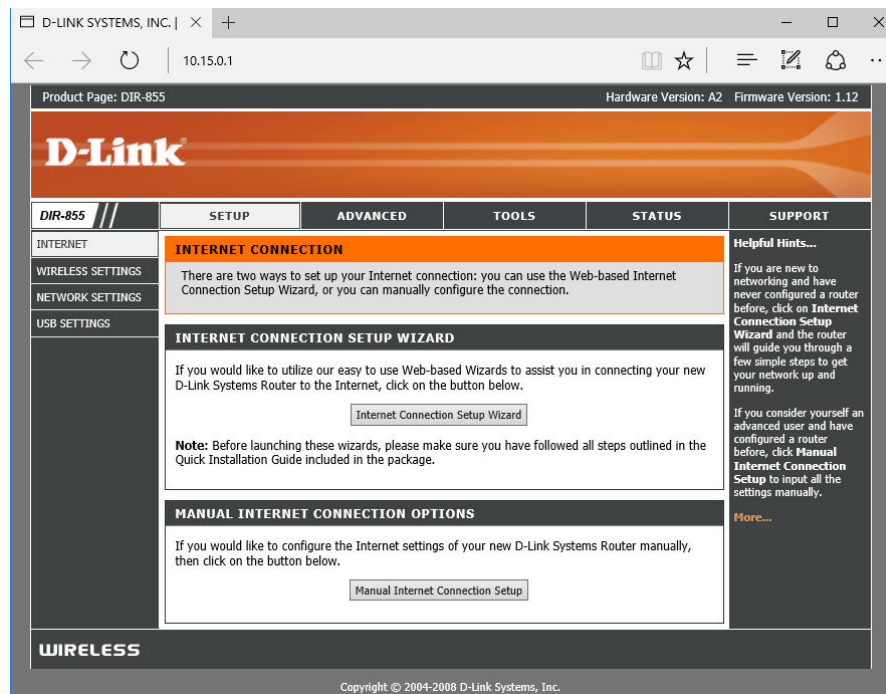 D-LINK SYSTEMS, INC. |
10.15.0.1
Product Page: DIR-855
Hardware Version: A2 Firmware Version: 1.12
D-Link
DIR-855
SETUP
ADVANCED
TOOLS
STATUS
SUPPORT
INTERNET
WIRELESS SETTINGS
NETWORK SETTINGS
USB SETTINGS
INTERNET CONNECTION
There are two ways to set up your Internet connection: you can use the Web-based Internet
Connection Setup Wizard, or you can manually configure the connection.
INTERNET CONNECTION SETUP WIZARD
If you would like to utilize our easy to use Web-based Wizards to assist you in connecting your new
D-Link Systems Router to the Internet, click on the button below.
Internet Connection Setup Wizard
Note: Before launching these wizards, please make sure you have followed all steps outlined in the
Quick Installation Guide included in the package.
MANUAL INTERNET CONNECTION OPTIONS
If you would like to configure the Internet settings of your new D-Link Systems Router manually,
then click on the button below.
Manual Internet Connection Setup
Helpful Hints...
If you are new to
networking and have
never configured a router
before, click on Internet
Connection Setup
Wizard and the router
will guide you through a
few simple steps to get
your network up and
running.
If you consider yourself an
advanced user and have
configured a router
before, click Manual
Internet Connection
Setup to input all the
settings manually.
More...
WIRELESS
Copyright © 2004-2008 D-Link Systems, Inc.